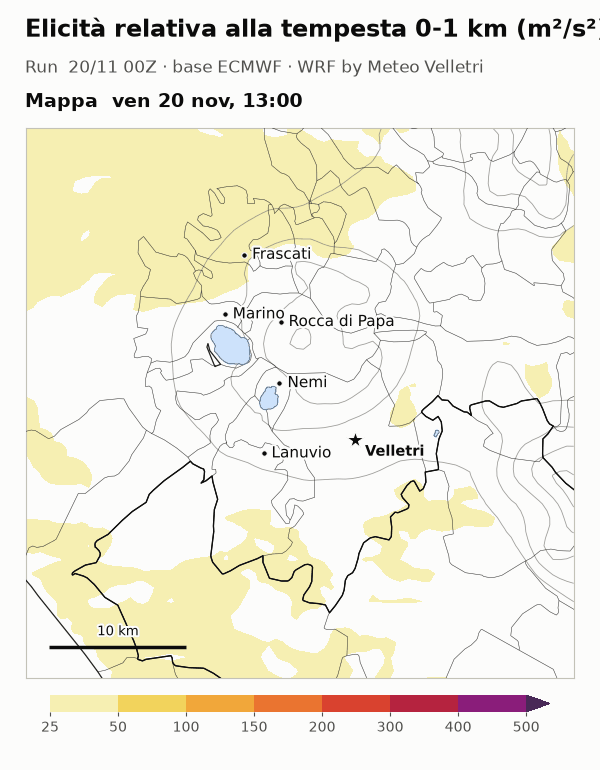 Elicità relativa alla tempesta 0-1 km (m²/s²)
Run  20/11 00Z · base ECMWF · WRF by Meteo Velletri
Mappa  ven 20 nov, 13:00
Frascati
Marino
Rocca di Papa
Nemi
Velletri
Lanuvio
10 km
25 50 100 150 200 300 400 500